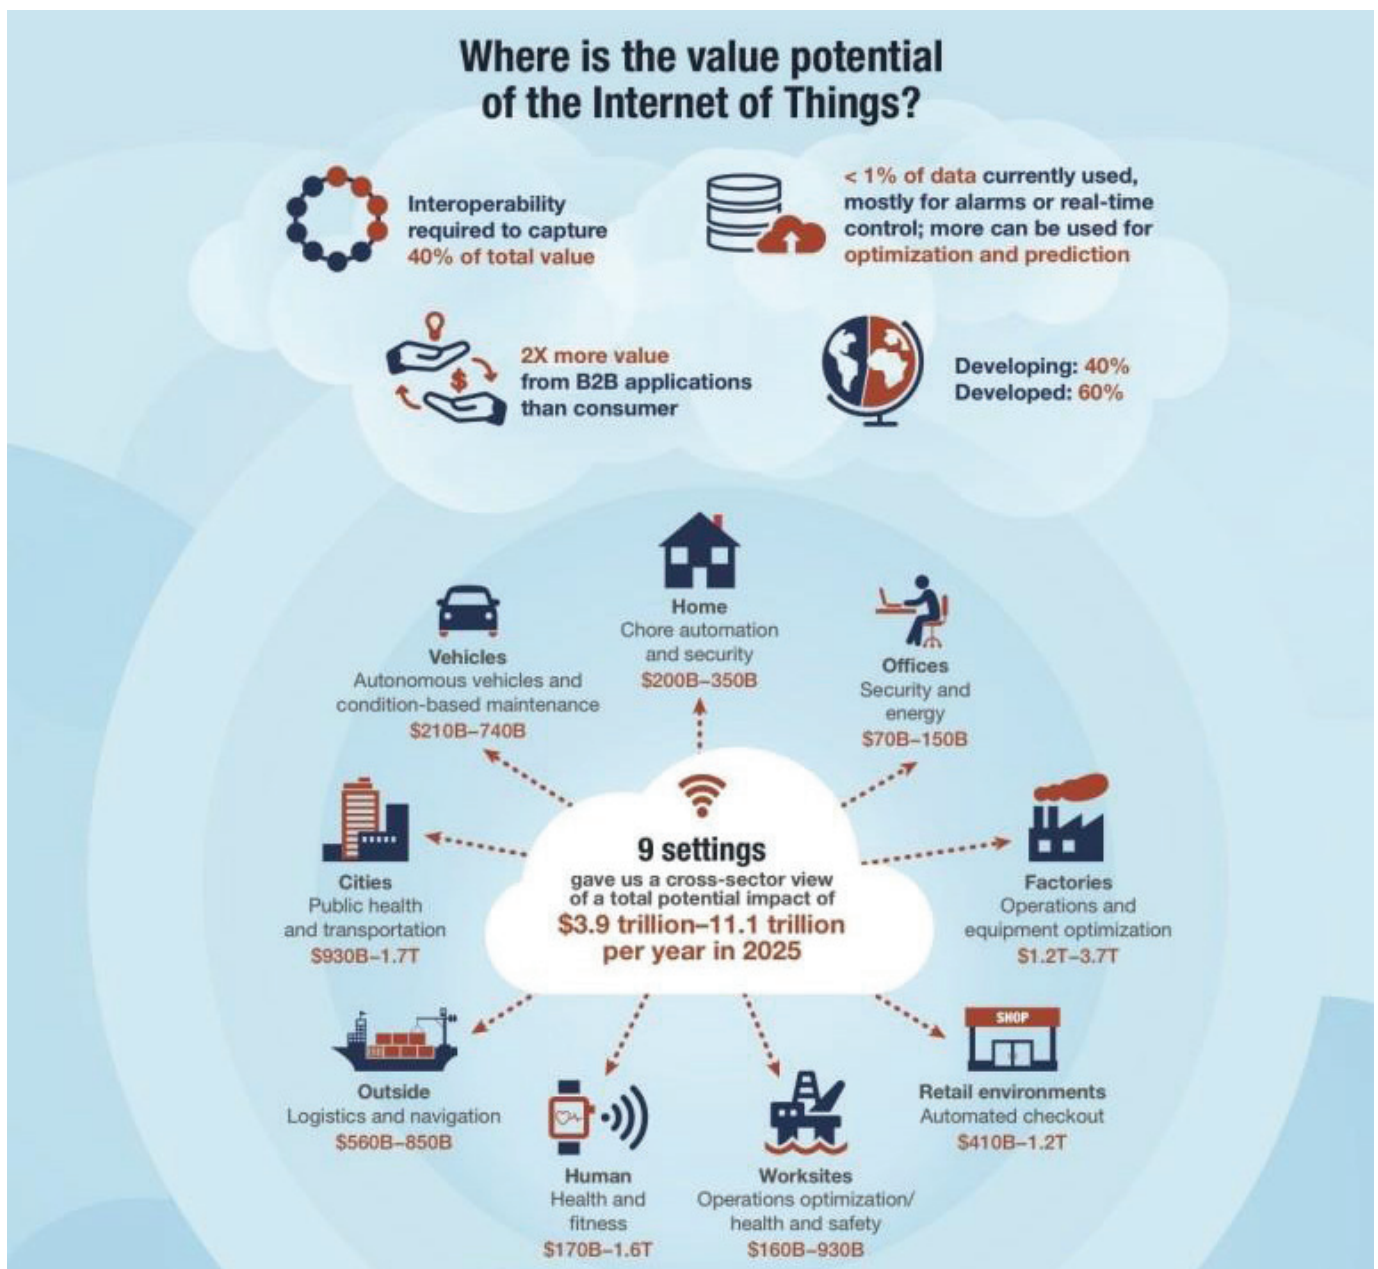 Where is the value potential
of the Internet of Things?
Interoperability
required to capture
40% of total value
< 1% of data currently used,
mostly for alarms or real-time
control; more can be used for
optimization and prediction
2X more value
from B2B applications
than consumer
Developing: 40%
Developed: 60%
Home
Chore automation
and security
$200B–350B
Vehicles
Autonomous vehicles and
condition-based maintenance
$210B–740B
Offices
Security and
energy
$70B–150B
9 settings
gave us a cross-sector view
of a total potential impact of
$3.9 trillion–11.1 trillion
per year in 2025
Cities
Public health
and transportation
$930B–1.7T
Factories
Operations and
equipment optimization
$1.2T–3.7T
Outside
Logistics and navigation
$560B–850B
SHOP
Retail environments
Automated checkout
$410B–1.2T
Human
Health and
fitness
$170B–1.6T
Worksites
Operations optimization/
health and safety
$160B–930B